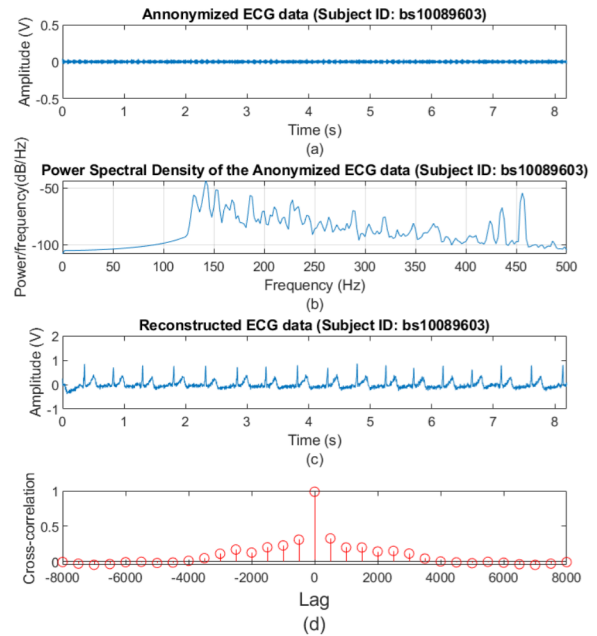 Annonymized ECG data (Subject ID: bs10089603)
Amplitude (V)
0.5
0
-0.5
0 1 2 3 4 5 6 7 8
Time (s)
(a)
Power Spectral Density of the Anonymized ECG data (Subject ID: bs10089603)
Power/frequency(dB/Hz)
-50
-100
0 50 100 150 200 250 300 350 400 450 500
Frequency (Hz)
(b)
Reconstructed ECG data (Subject ID: bs10089603)
Amplitude (V)
2
1
0
-1
0 1 2 3 4 5 6 7 8
Time (s)
(c)
Cross-correlation
1
0.5
0
-8000 -6000 -4000 -2000 0 2000 4000 6000 8000
Lag
(d)